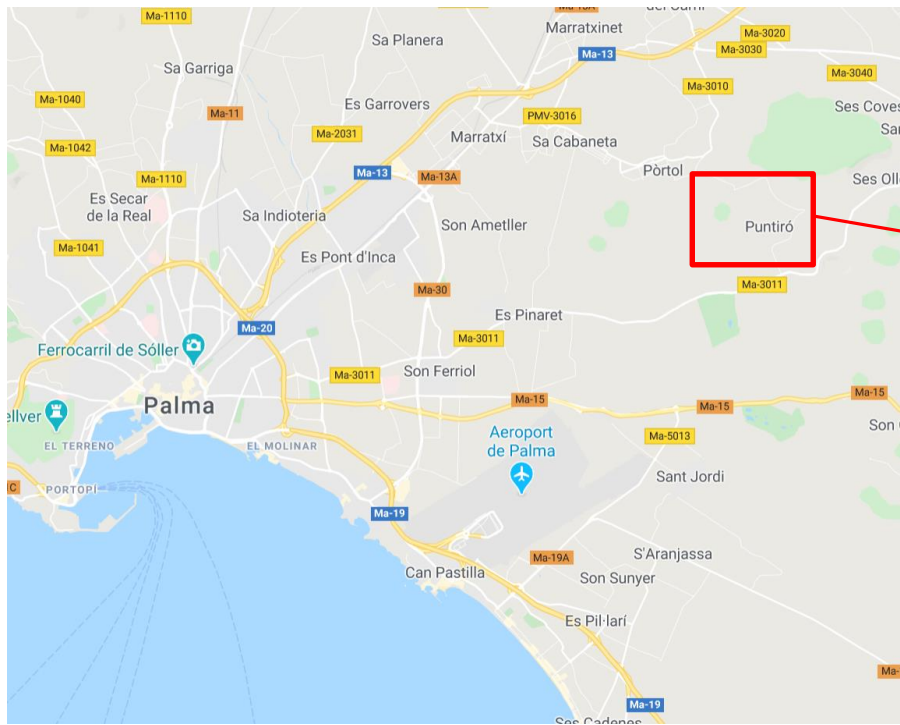 Ma-1110
Marratxinet
Sa Planera
Ma-3020
Ma-3030
Ma-13
Sa Garriga
Ma-3040
Ma-1040
Ma-3010
Es Garrovers
Ma-11
PMV-3016
Ses Coves
Ma-2031
Marratxí
Sa Cabaneta
Ma-1042
Ma-13
Ma-13A
Pòrtol
Ma-1110
Es Secar
de la Real
Sa Indioteria
Son Ametller
Puntiró
Ma-1041
Es Pont d'Inca
Ma-3011
Ma-30
Es Pinaret
Ma-20
Ma-3011
Ferrocarril de Sóller
Son Ferriol
Ma-3011
Ma-15
Ma-15
Ma-15
Palma
ellver
Aeroport
de Palma
Ma-5013
EL TERRENO
EL MOLINAR
Sant Jordi
PORTOPÍ
Ma-19
S'Aranjassa
Ma-19A
Can Pastilla
Son Sunyer
Es Pil·larí
Ma-19